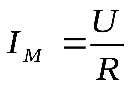 I_M = U/R